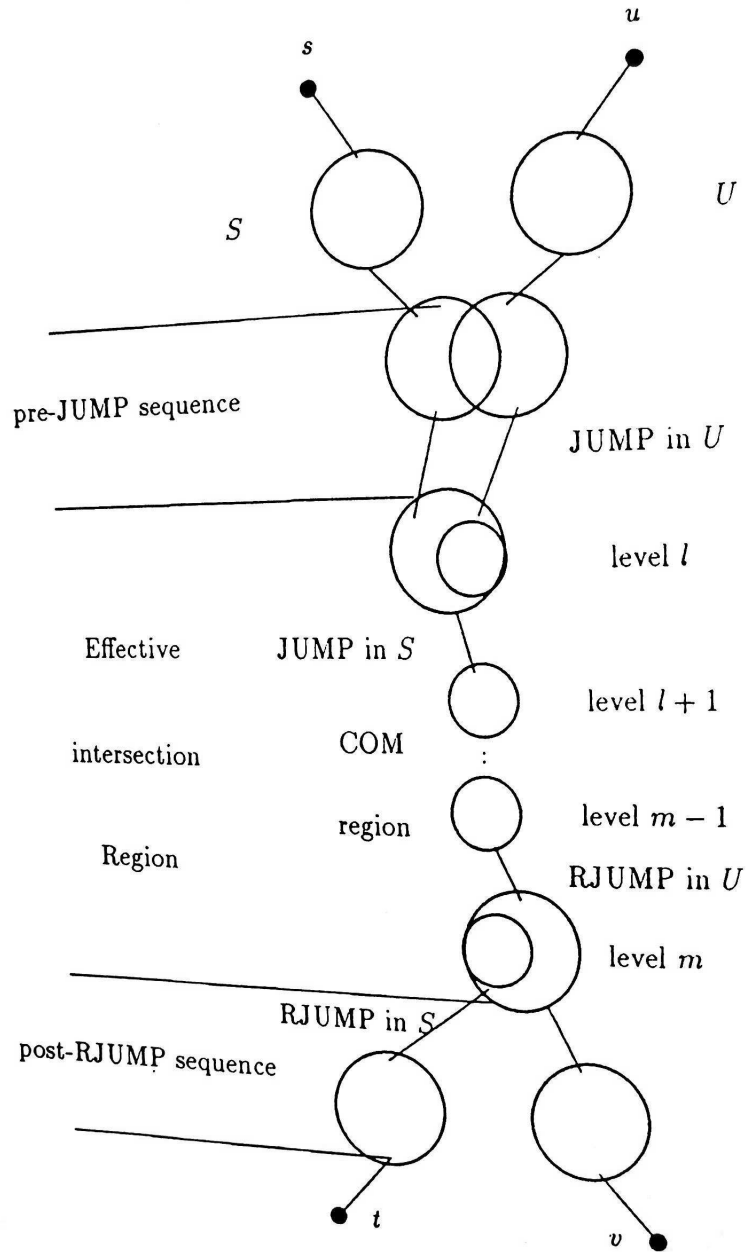 s
u
S
U
pre-JUMP sequence
JUMP in U
level l
Effective
JUMP in S
level l + 1
intersection
COM
⋮
region
level m − 1
Region
RJUMP in U
level m
RJUMP in S
post-RJUMP sequence
t
v